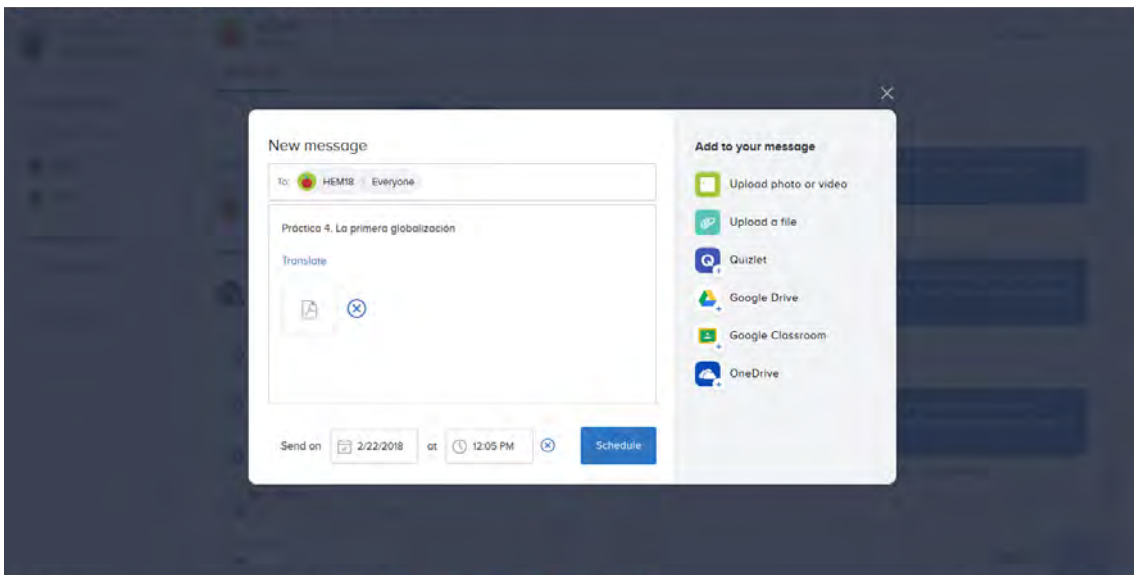 New message
To: HEM18 Everyone
Práctica 4. La primera globalización
Translate
Send on 2/22/2018 at 12:05 PM Schedule
Add to your message
Upload photo or video
Upload a file
Quizlet
Google Drive
Google Classroom
OneDrive